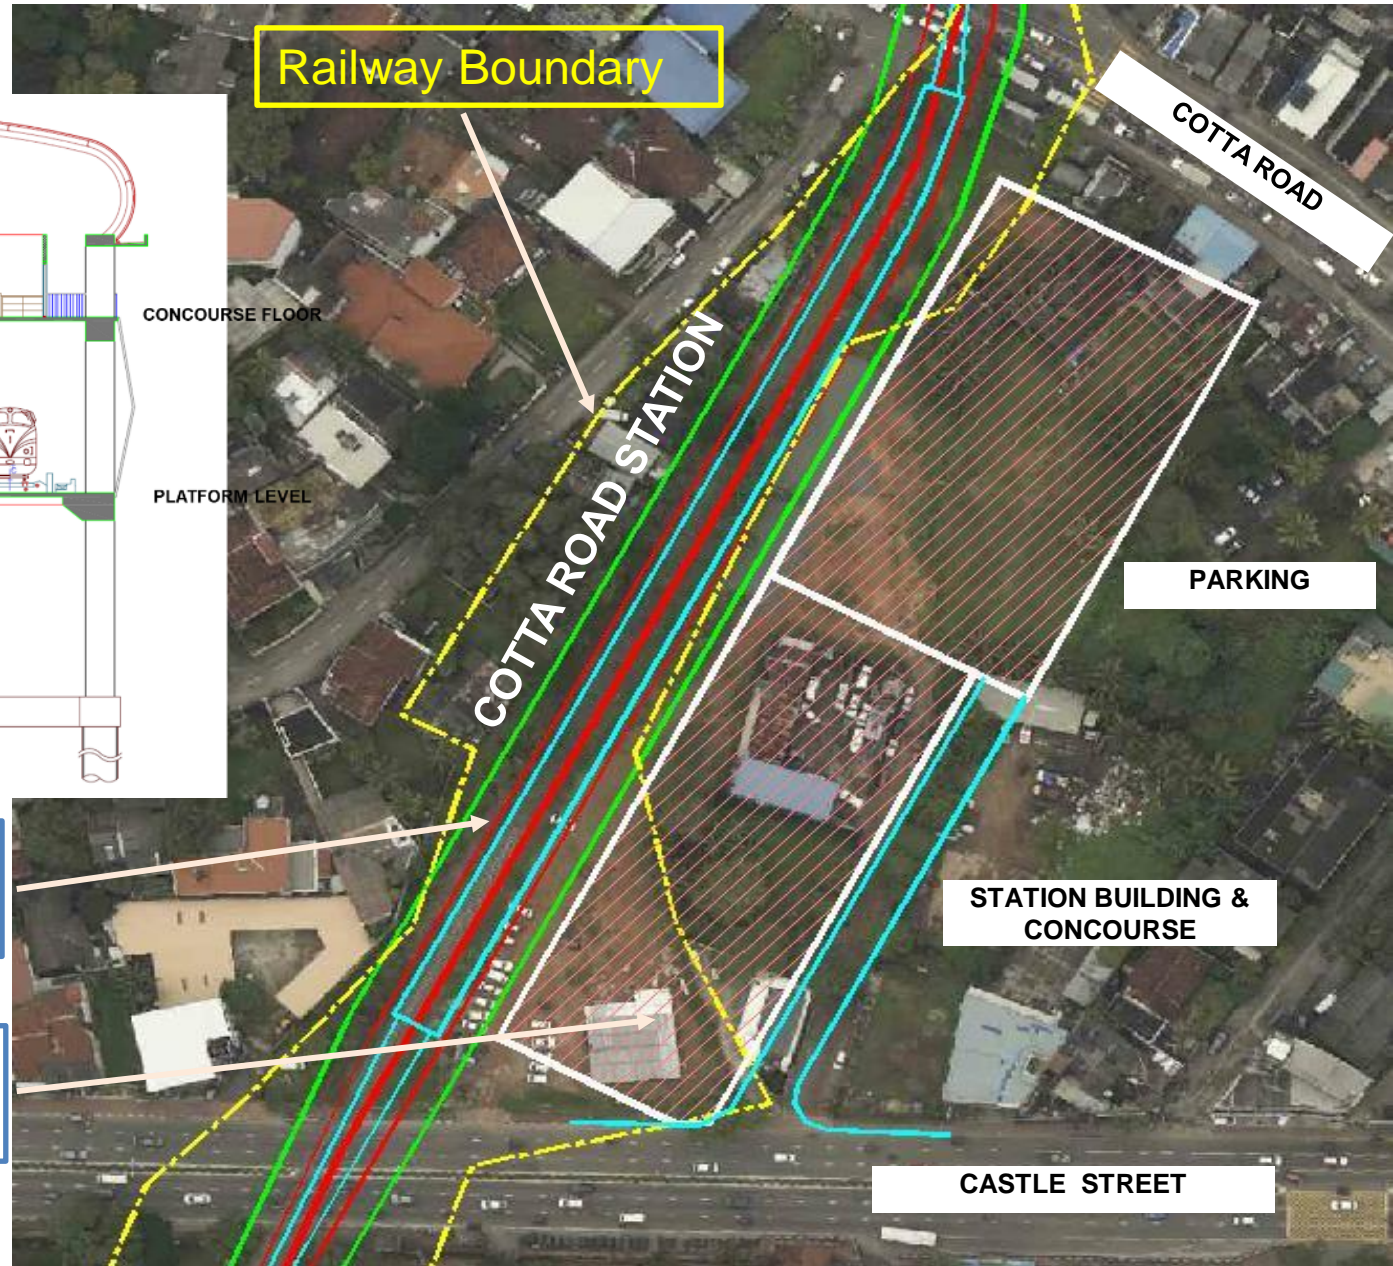 Railway Boundary
COTTA ROAD
CONCOURSE FLOOR
COTTA ROAD STATION
PLATFORM LEVEL
PARKING
STATION BUILDING &
CONCOURSE
CASTLE STREET